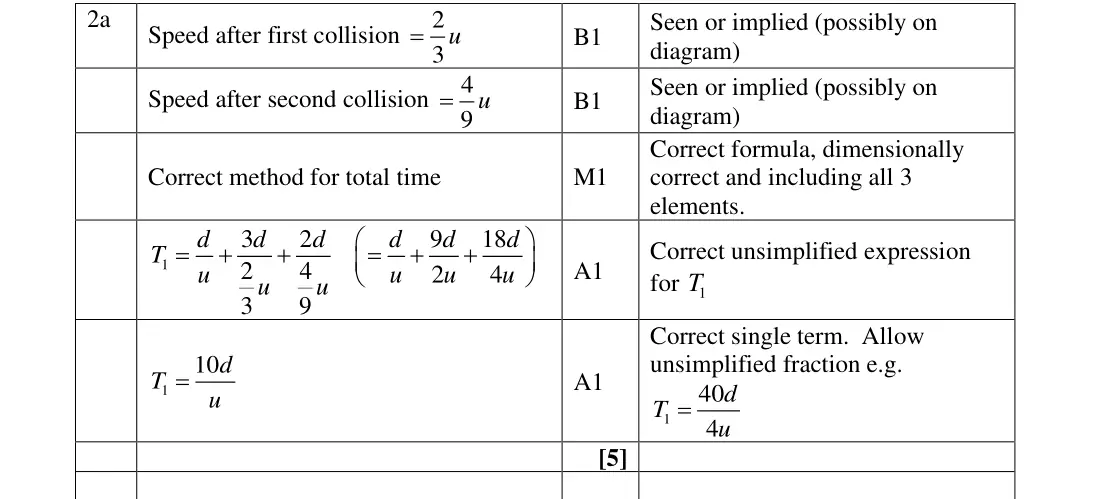 2a Speed after first collision = 2/3 u B1 Seen or implied (possibly on
diagram)
Speed after second collision = 4/9 u B1 Seen or implied (possibly on
diagram)
Correct method for total time M1 Correct formula, dimensionally
correct and including all 3
elements.
T₁ = d/u + 3d/(2/3 u) + 2d/(4/9 u) (= d/u + 9d/2u + 18d/4u) A1 Correct unsimplified expression
for T₁
T₁ = 10d/u A1 Correct single term. Allow
unsimplified fraction e.g.
T₁ = 40d/4u
[5]